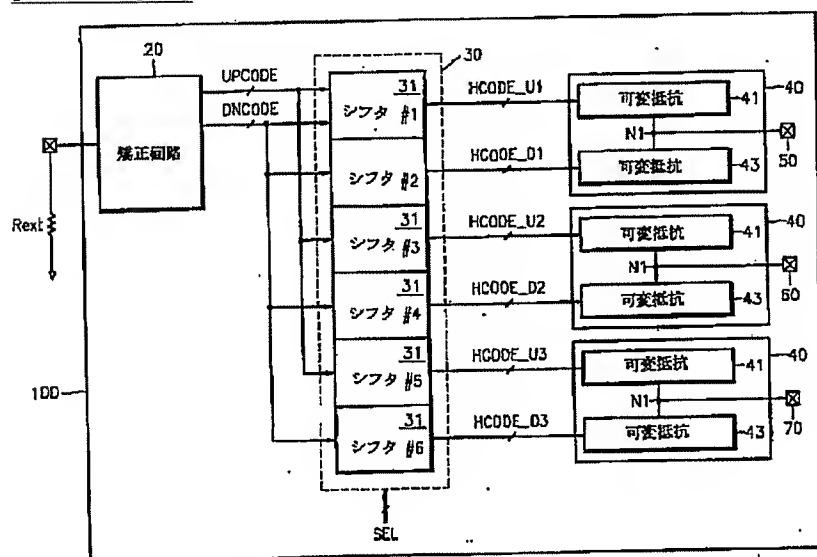 20
UPCODE
DNCODE
矯正回路
Rext
100
30
31
シフタ #1
31
シフタ #2
31
シフタ #3
31
シフタ #4
31
シフタ #5
31
シフタ #6
SEL
HCODE_U1
HCODE_D1
HCODE_U2
HCODE_D2
HCODE_U3
HCODE_D3
可変抵抗
41
40
N1
50
可変抵抗
43
可変抵抗
41
40
N1
60
可変抵抗
43
可変抵抗
41
40
N1
70
可変抵抗
43